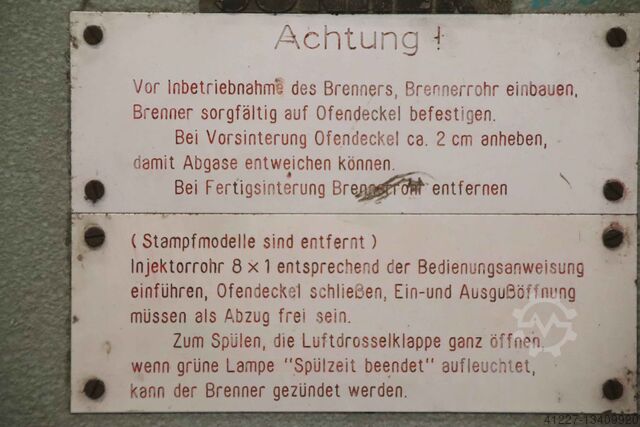 Achtung !
Vor Inbetriebnahme des Brenners, Brennerrohr einbauen,
Brenner sorgfältig auf Ofendeckel befestigen.
Bei Vorsinterung Ofendeckel ca. 2 cm anheben,
damit Abgase entweichen können.
Bei Fertigsinterung Brennerrohr entfernen
( Stampfmodelle sind entfernt )
Injektorrohr 8 × 1 entsprechend der Bedienungsanweisung
einführen, Ofendeckel schließen, Ein-und Ausgußöffnung
müssen als Abzug frei sein.
Zum Spülen, die Luftdrosselklappe ganz öffnen,
wenn grüne Lampe "Spülzeit beendet" aufleuchtet,
kann der Brenner gezündet werden.
41227-13409920